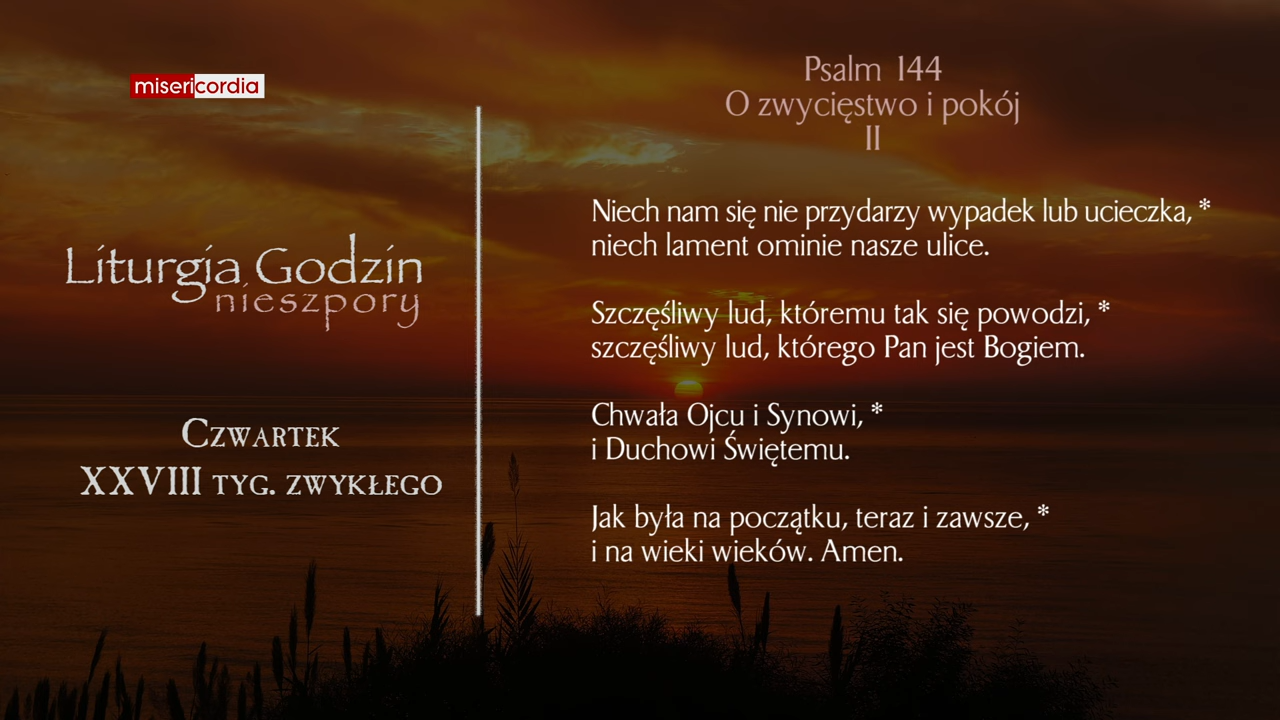 misericordia
Liturgia Godzin
nieszpory
Czwartek
XXVIII tyg. zwykłego
Psalm 144
O zwycięstwo i pokój
II
Niech nam się nie przydarzy wypadek lub ucieczka, *
niech lament ominie nasze ulice.
Szczęśliwy lud, któremu tak się powodzi, *
szczęśliwy lud, którego Pan jest Bogiem.
Chwała Ojcu i Synowi, *
i Duchowi Świętemu.
Jak była na początku, teraz i zawsze, *
i na wieki wieków. Amen.